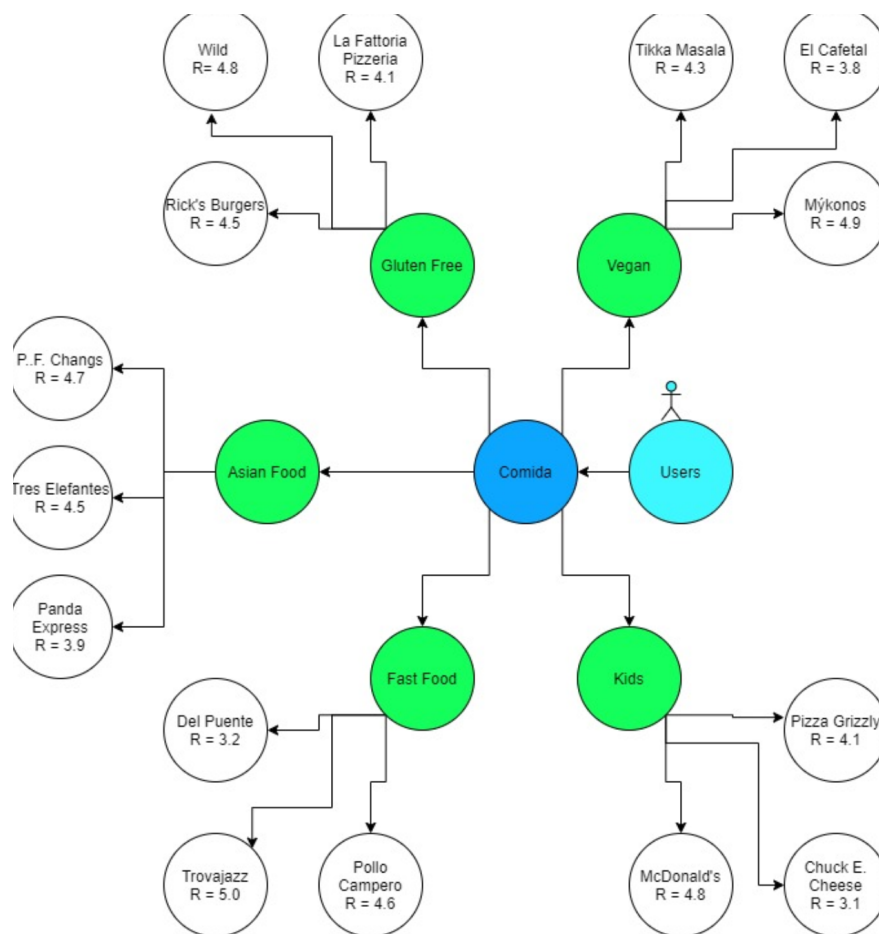 Wild
R= 4.8
La Fattoria
Pizzeria
R = 4.1
Tikka Masala
R = 4.3
El Cafetal
R = 3.8
Rick's Burgers
R = 4.5
Mýkonos
R = 4.9
Gluten Free
Vegan
P..F. Changs
R = 4.7
Asian Food
Comida
Users
Tres Elefantes
R = 4.5
Panda
Express
R = 3.9
Fast Food
Kids
Del Puente
R = 3.2
Pizza Grizzly
R = 4.1
Trovajazz
R = 5.0
Pollo
Campero
R = 4.6
McDonald's
R = 4.8
Chuck E.
Cheese
R = 3.1